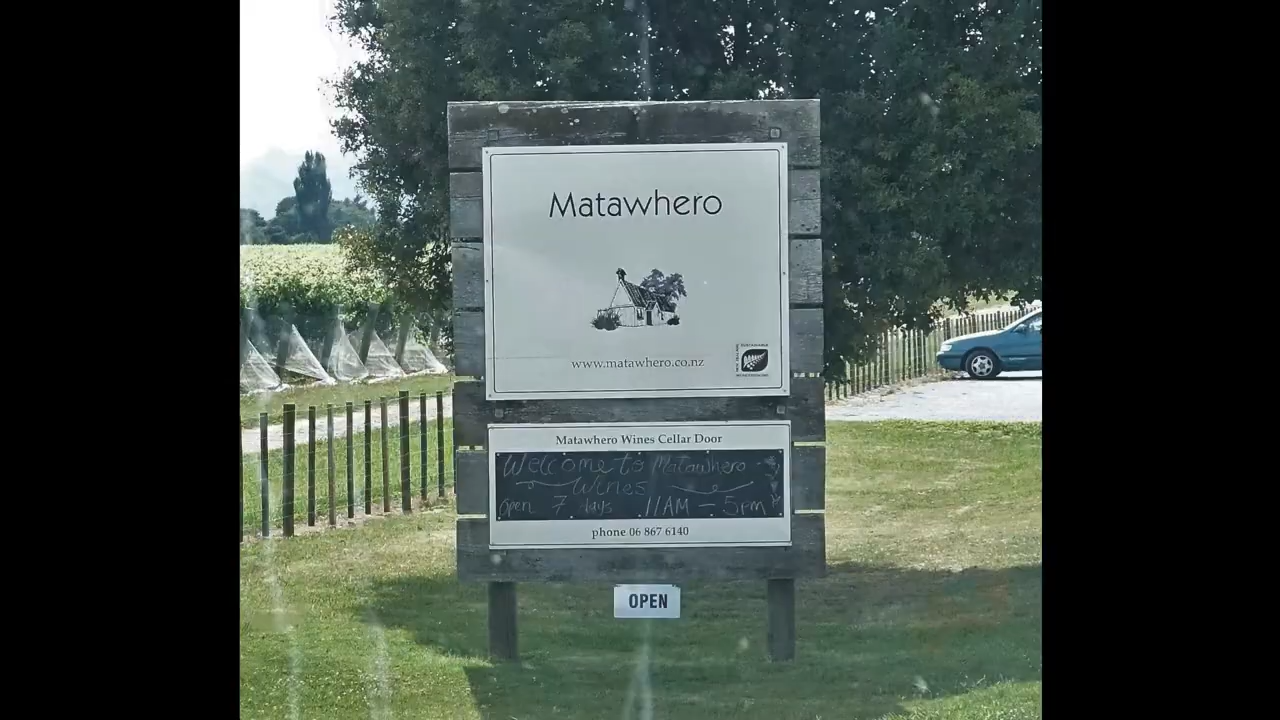 Matawhero
www.matawhero.co.nz
Matawhero Wines Cellar Door
Welcome to Matawhero
Wines
Open 7 days 11AM - 5pm
phone 06 867 6140
OPEN